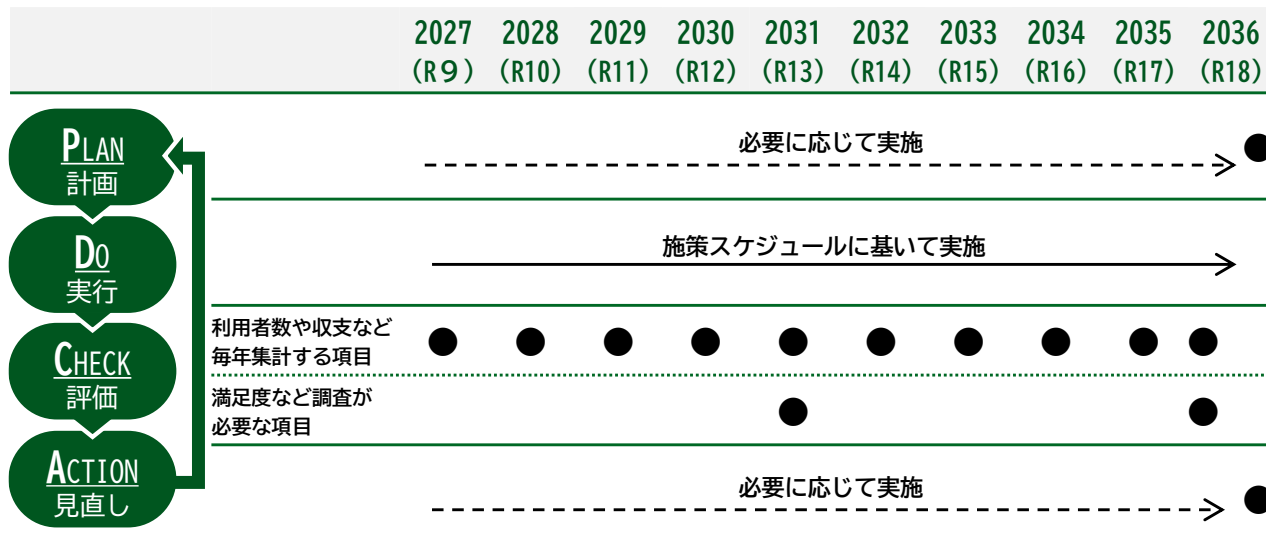 2027 2028 2029 2030 2031 2032 2033 2034 2035 2036
(R9) (R10) (R11) (R12) (R13) (R14) (R15) (R16) (R17) (R18)
PLAN
計画
必要に応じて実施
DO
実行
施策スケジュールに基いて実施
CHECK
評価
利用者数や収支など
毎年集計する項目
満足度など調査が
必要な項目
ACTION
見直し
必要に応じて実施